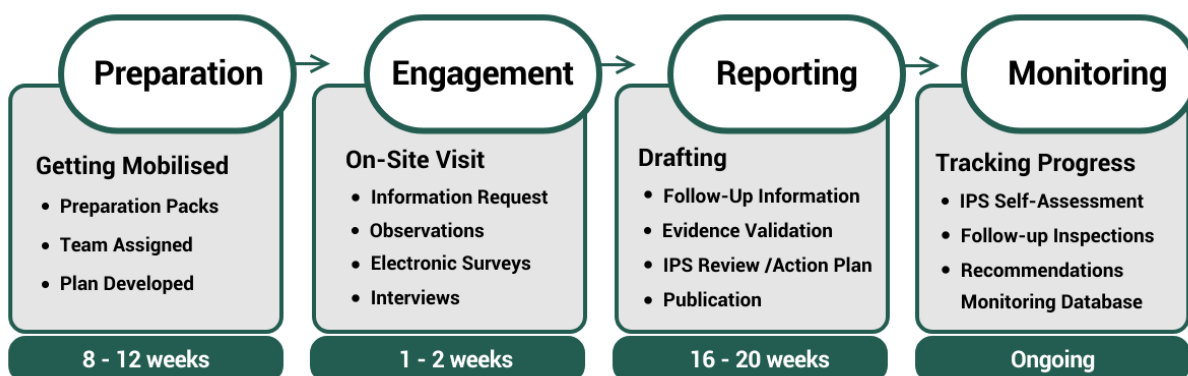 Preparation
Getting Mobilised
• Preparation Packs
• Team Assigned
• Plan Developed
8 - 12 weeks
Engagement
On-Site Visit
• Information Request
• Observations
• Electronic Surveys
• Interviews
1 - 2 weeks
Reporting
Drafting
• Follow-Up Information
• Evidence Validation
• IPS Review /Action Plan
• Publication
16 - 20 weeks
Monitoring
Tracking Progress
• IPS Self-Assessment
• Follow-up Inspections
• Recommendations
Monitoring Database
Ongoing